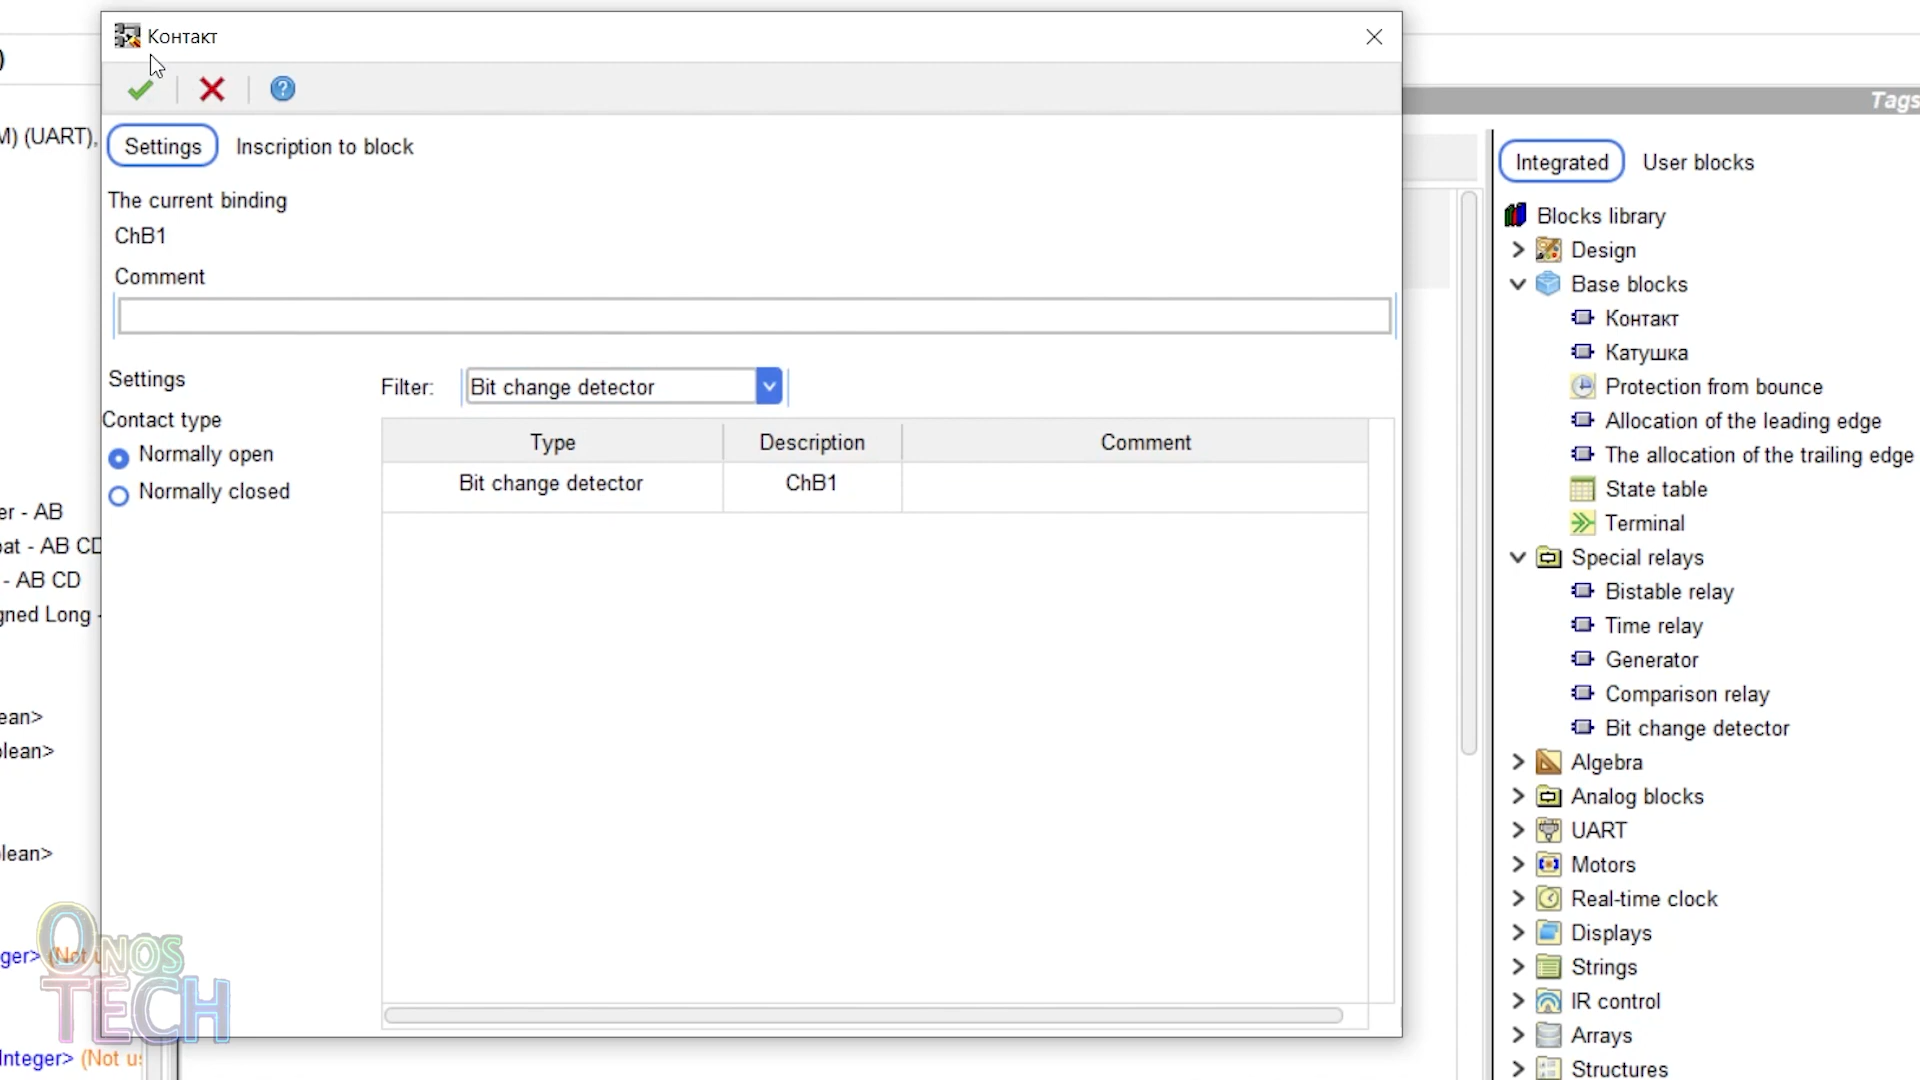 Контакт
)
Tags
M) (UART),
Settings
Inscription to block
Integrated
User blocks
The current binding
ChB1
Comment
Settings
Filter:
Bit change detector
Contact type
Normally open
Normally closed
Type
Description
Comment
Bit change detector
ChB1
er - AB
oat - AB CD
- AB CD
gned Long -
ean>
olean>
lean>
ger> (Not u
Integer> (Not us
Blocks library
Design
Base blocks
Контакт
Катушка
Protection from bounce
Allocation of the leading edge
The allocation of the trailing edge
State table
Terminal
Special relays
Bistable relay
Time relay
Generator
Comparison relay
Bit change detector
Algebra
Analog blocks
UART
Motors
Real-time clock
Displays
Strings
IR control
Arrays
Structures
ONOS
TECH